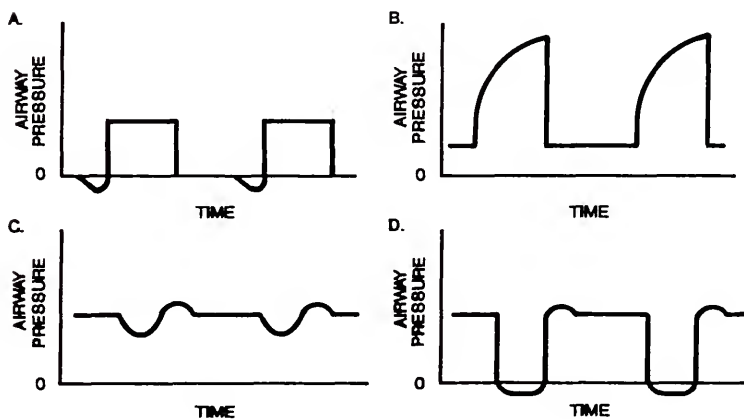 A.
AIRWAY
PRESSURE
0
TIME
B.
AIRWAY
PRESSURE
0
TIME
C.
AIRWAY
PRESSURE
0
TIME
D.
AIRWAY
PRESSURE
0
TIME